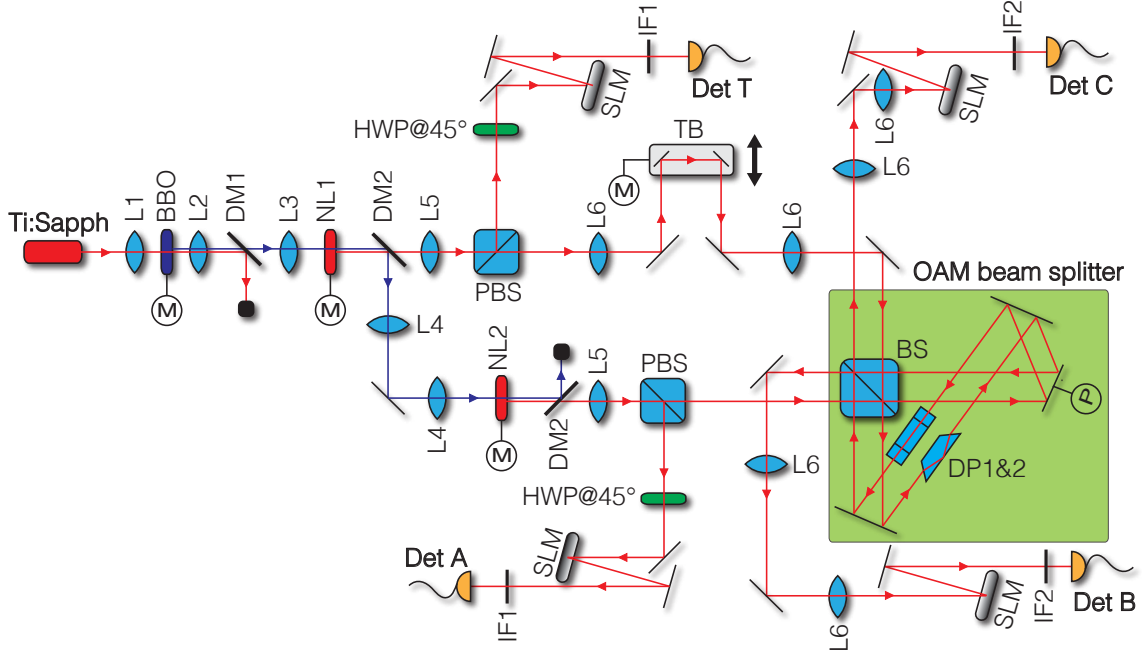 IF1
Det T
SLM
HWP@45°
TB
M
IF2
Det C
SLM
L6
L6
Ti:Sapph
L1
BBO
L2
DM1
L3
NL1
DM2
L5
PBS
L6
L6
M
M
OAM beam splitter
BS
P
DP1&2
L4
L4
NL2
M
DM2
L5
PBS
L6
HWP@45°
SLM
Det A
IF1
L6
SLM
IF2
Det B